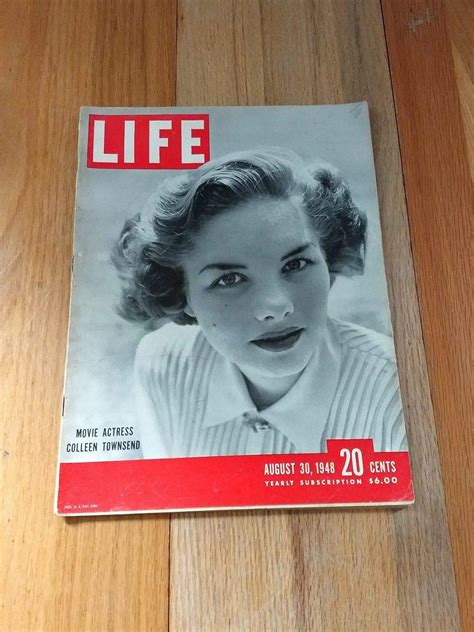 LIFE
MOVIE ACTRESS
COLLEEN TOWNSEND
AUGUST 30, 1948 20 CENTS
YEARLY SUBSCRIPTION $6.00